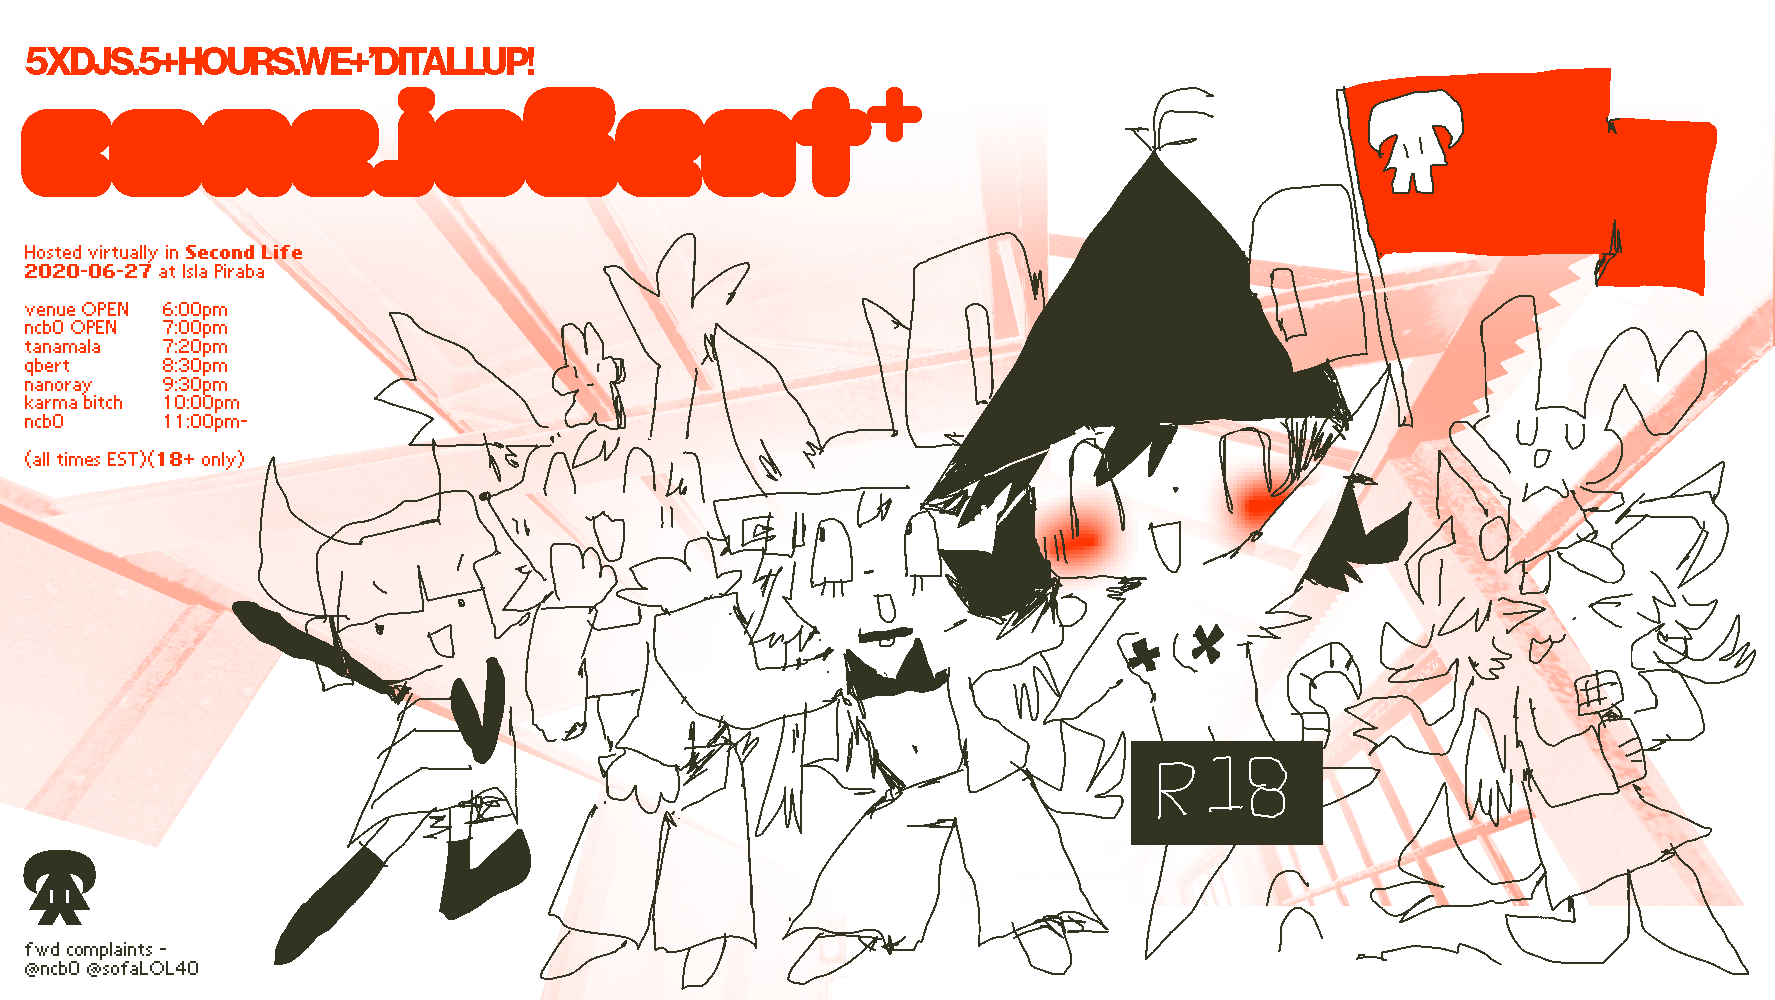 5XDJS.5+HOURS.WE+'DITALLUP!
conejoBeat+
Hosted virtually in Second Life
2020-06-27 at Isla Piraba
venue OPEN 6:00pm
ncb0 OPEN 7:00pm
tanamala 7:20pm
qbert 8:30pm
nanoray 9:30pm
karma bitch 10:00pm
ncb0 11:00pm-
(all times EST)(18+ only)
R18
fwd complaints -
@ncb0 @sofaLOL40